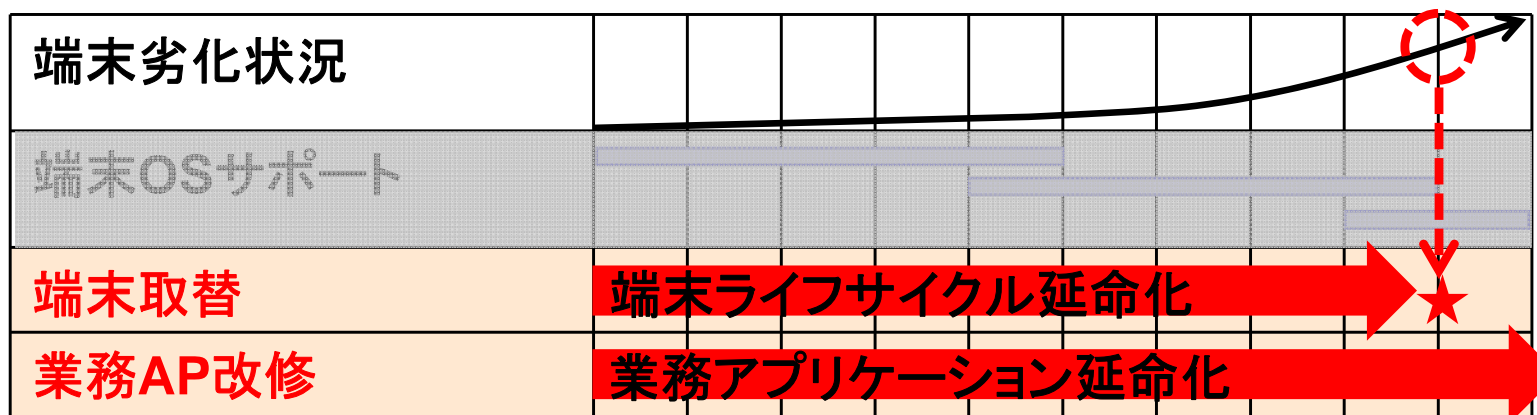 端末劣化状況
端末OSサポート
端末取替
端末ライフサイクル延命化
業務AP改修
業務アプリケーション延命化